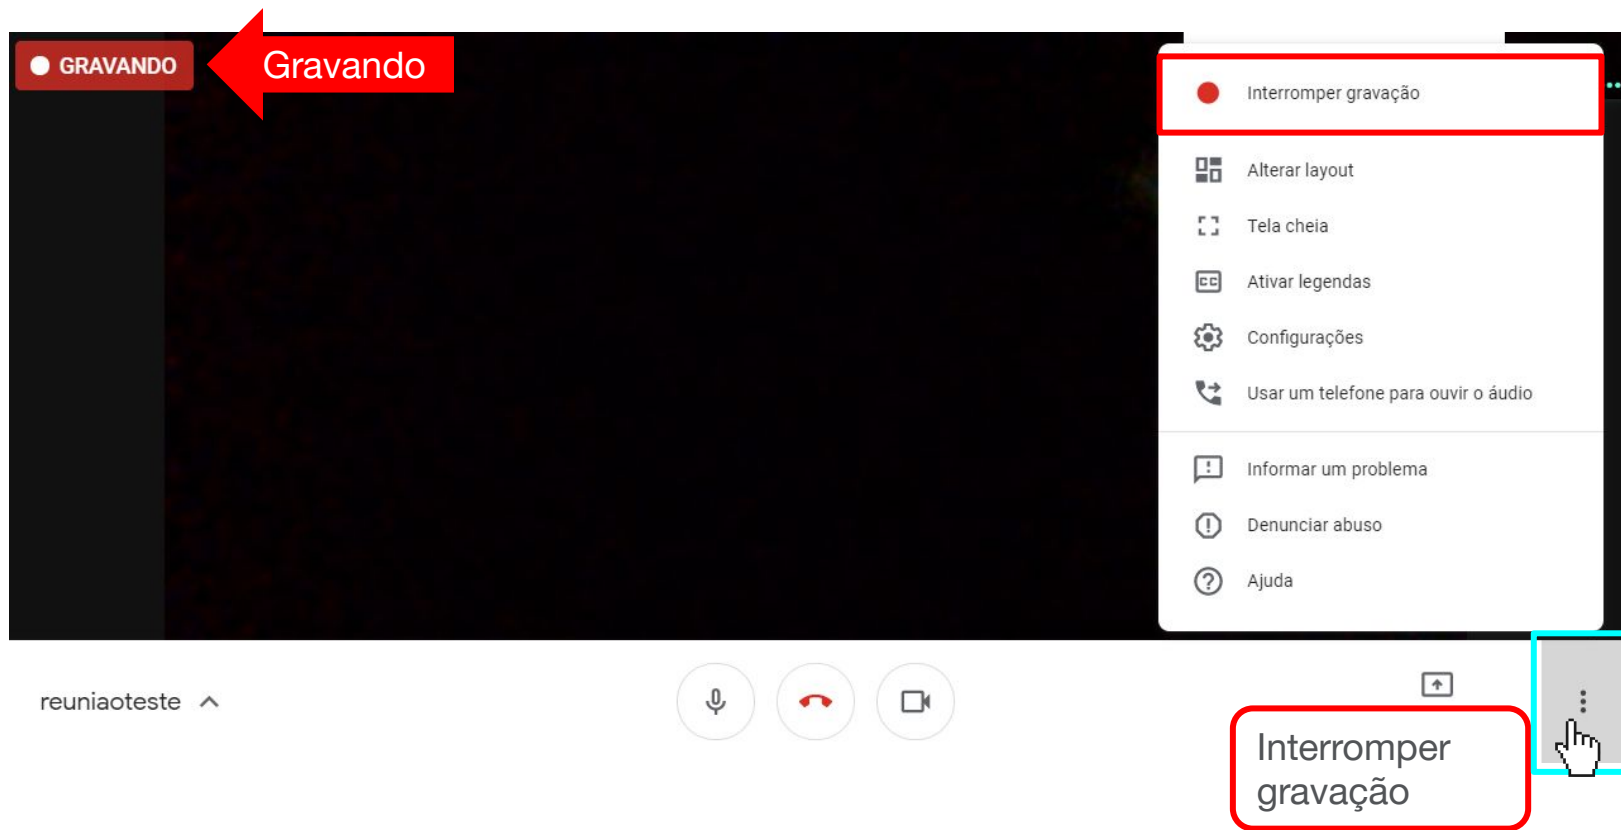 GRAVANDO
Gravando
Interromper gravação
Alterar layout
Tela cheia
CC
Ativar legendas
Configurações
Usar um telefone para ouvir o áudio
Informar um problema
Denunciar abuso
Ajuda
reuniaoteste
Interromper
gravação